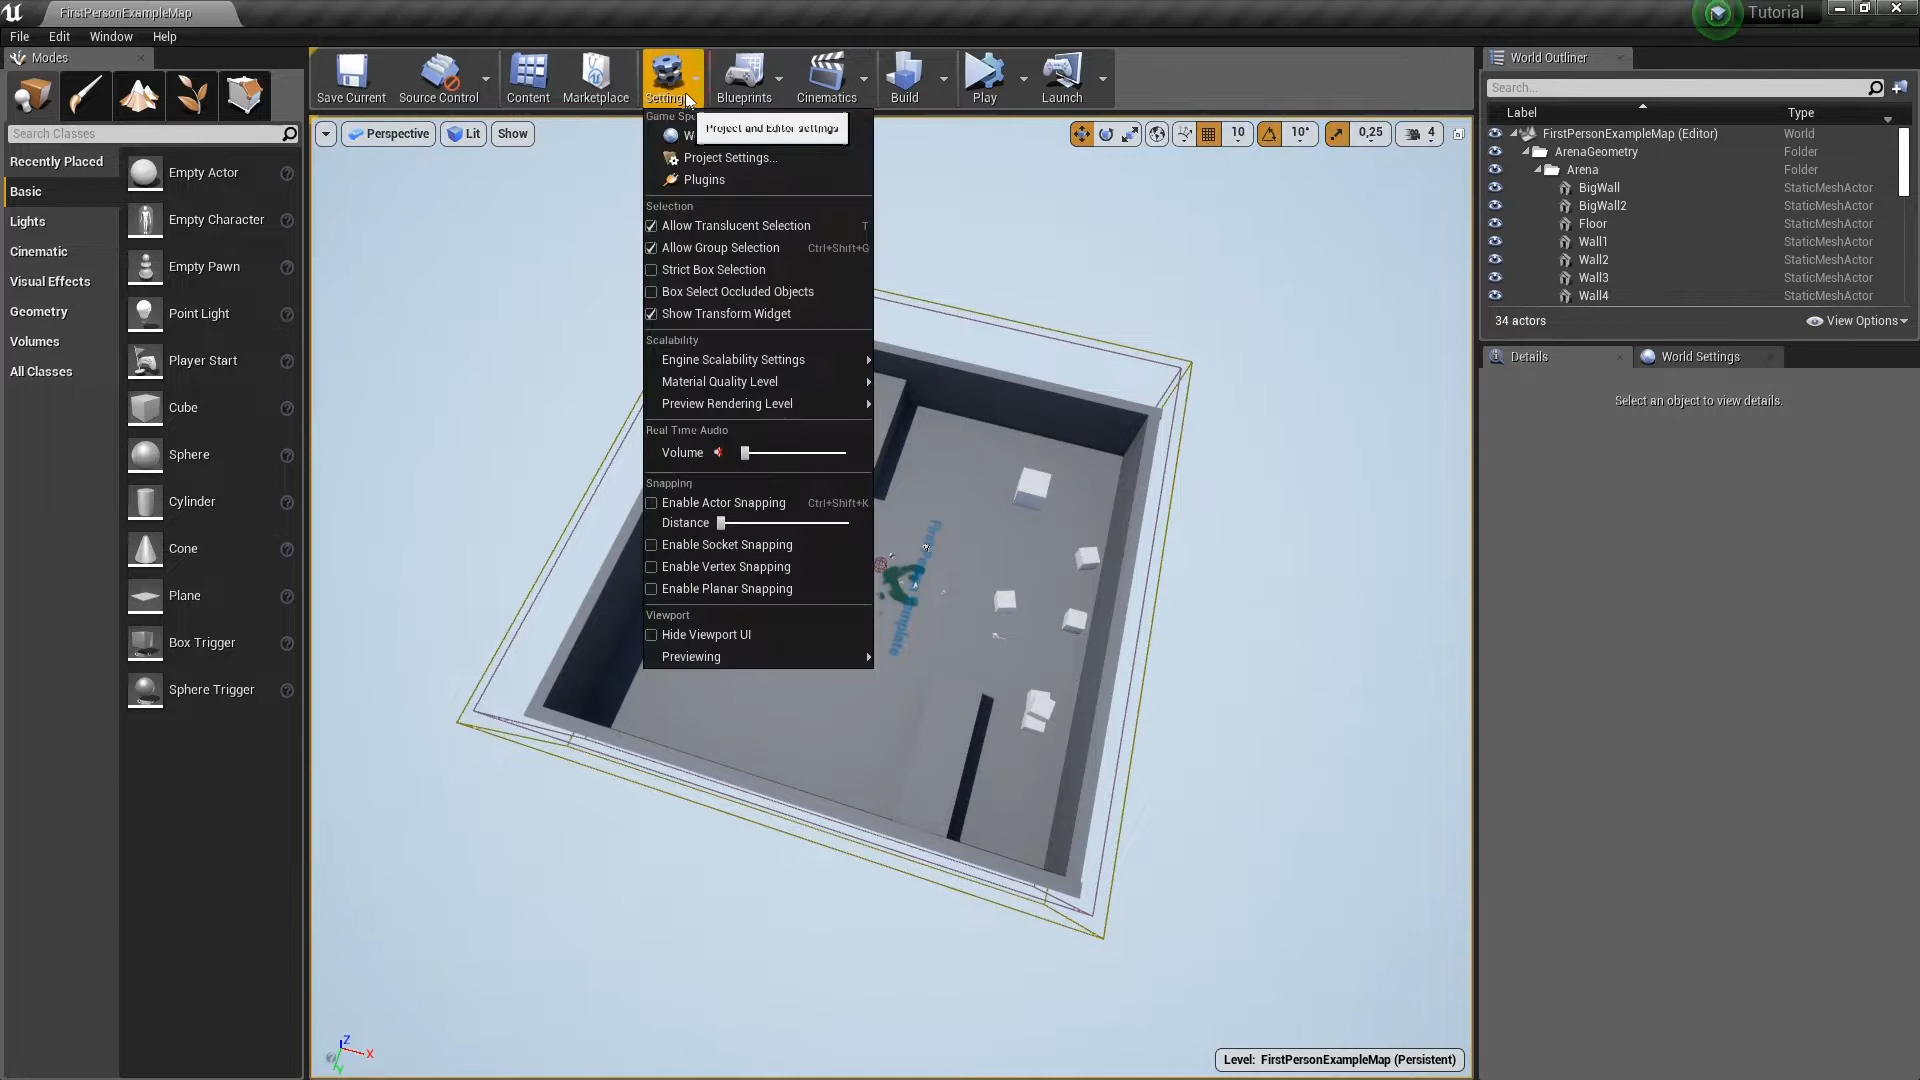 FirstPersonExampleMap
Tutorial
File Edit Window Help
Modes
Search Classes
Recently Placed
Basic
Lights
Cinematic
Visual Effects
Geometry
Volumes
All Classes
Empty Actor
Empty Character
Empty Pawn
Point Light
Player Start
Cube
Sphere
Cylinder
Cone
Plane
Box Trigger
Sphere Trigger
Save Current
Source Control
Content
Marketplace
Settings
Blueprints
Cinematics
Build
Play
Launch
Perspective
Lit
Show
10
10°
0,25
4
Project and Editor settings
Project Settings...
Plugins
Selection
Allow Translucent Selection T
Allow Group Selection Ctrl+Shift+G
Strict Box Selection
Box Select Occluded Objects
Show Transform Widget
Scalability
Engine Scalability Settings
Material Quality Level
Preview Rendering Level
Real Time Audio
Volume
Snapping
Enable Actor Snapping Ctrl+Shift+K
Distance
Enable Socket Snapping
Enable Vertex Snapping
Enable Planar Snapping
Viewport
Hide Viewport UI
Previewing
Z
X
Y
Level: FirstPersonExampleMap (Persistent)
World Outliner
Search...
Label Type
FirstPersonExampleMap (Editor) World
ArenaGeometry Folder
Arena Folder
BigWall StaticMeshActor
BigWall2 StaticMeshActor
Floor StaticMeshActor
Wall1 StaticMeshActor
Wall2 StaticMeshActor
Wall3 StaticMeshActor
Wall4 StaticMeshActor
34 actors
View Options
Details
World Settings
Select an object to view details.